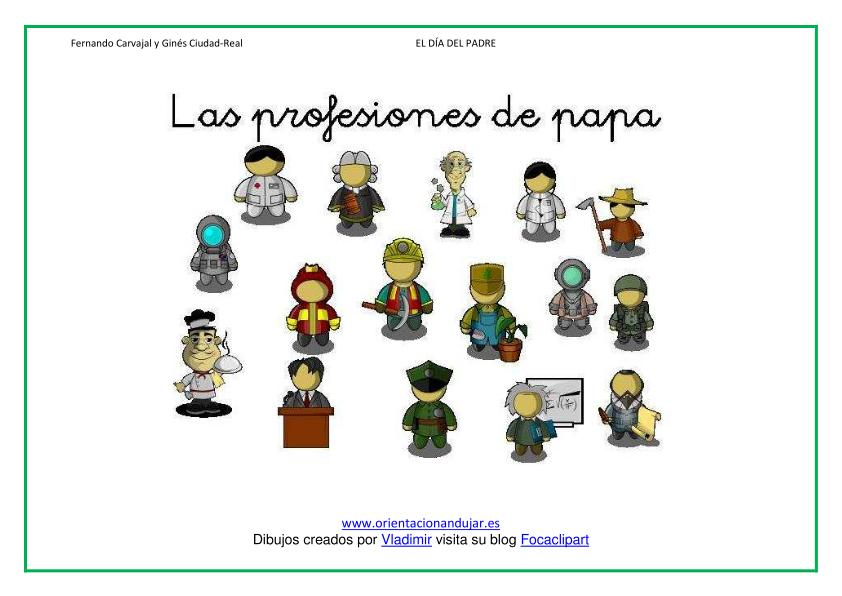 Fernando Carvajal y Ginés Ciudad-Real EL DÍA DEL PADRE
Las profesiones de papa
www.orientacionandujar.es
Dibujos creados por Vladimir visita su blog Focaclipart